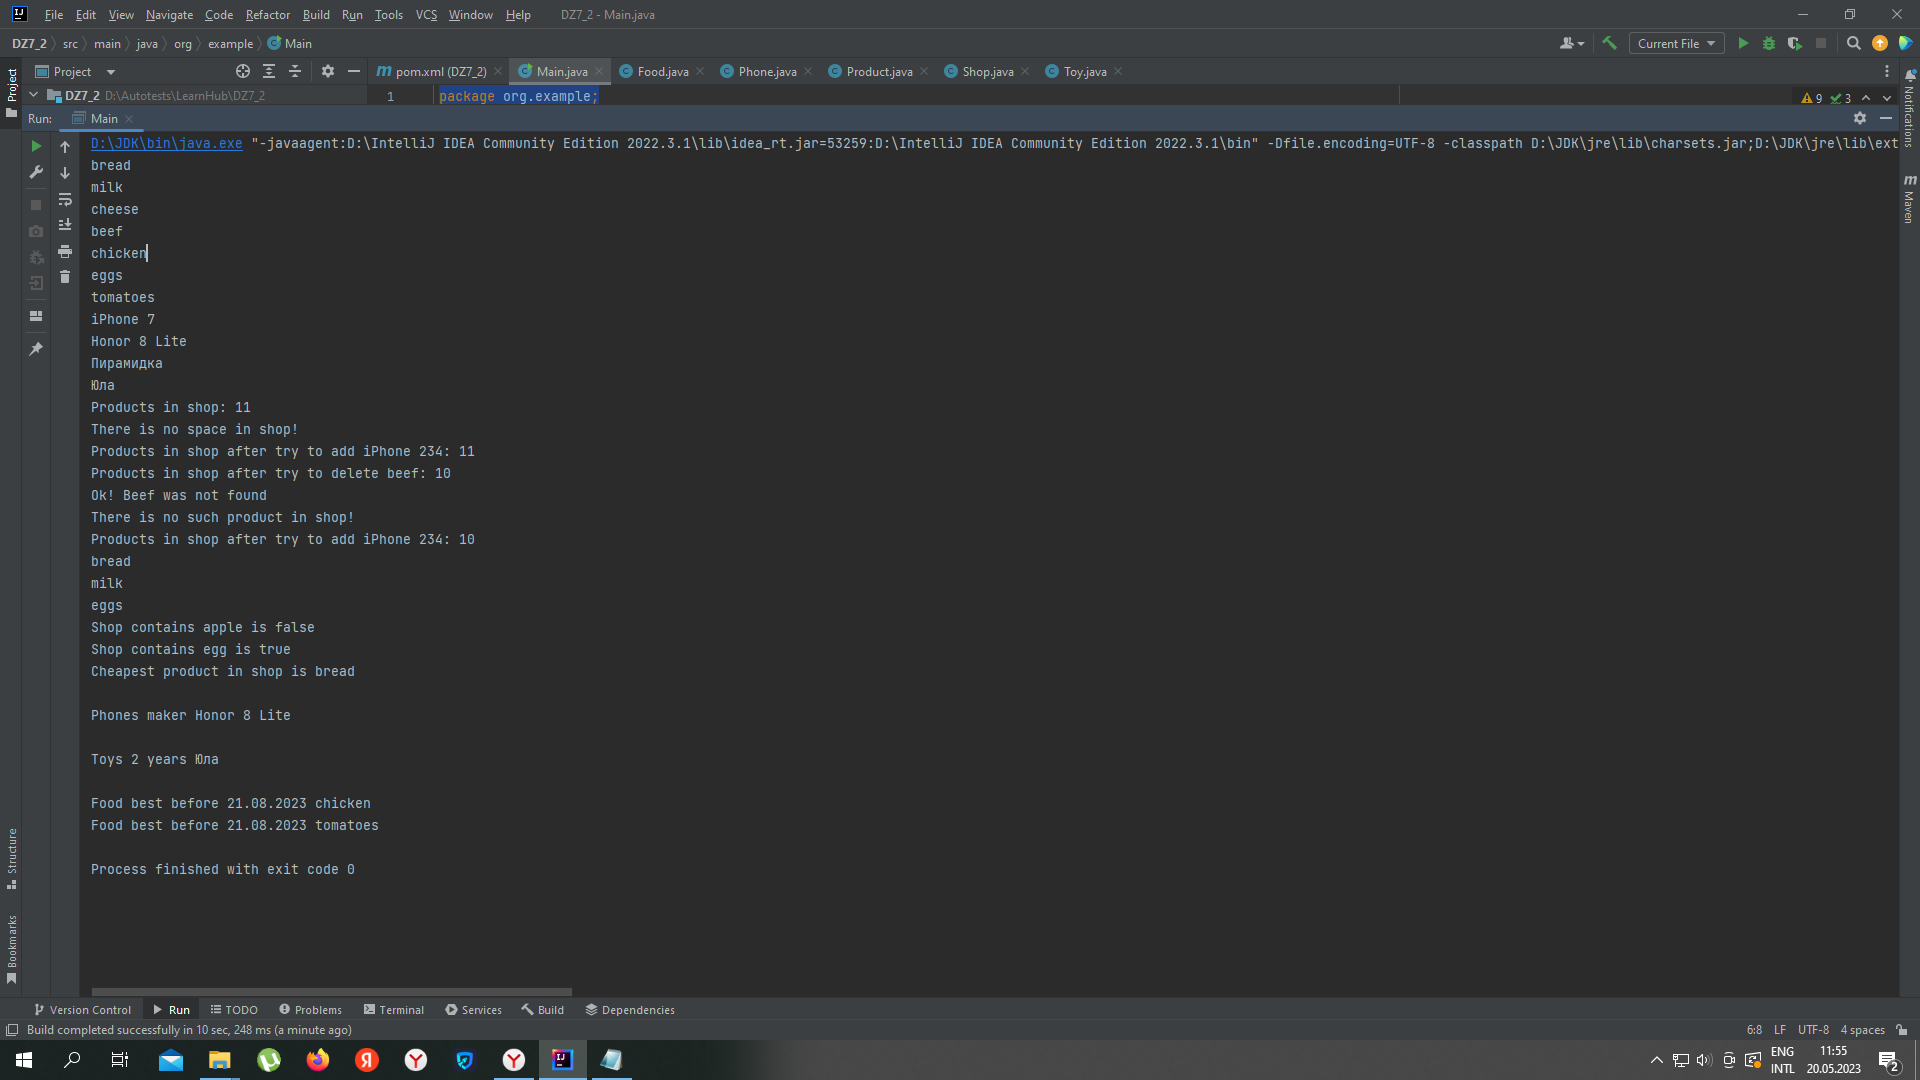 File Edit View Navigate Code Refactor Build Run Tools VCS Window Help DZ7_2 - Main.java
DZ7_2 src main java org example Main Current File
Project pom.xml (DZ7_2) Main.java Food.java Phone.java Product.java Shop.java Toy.java
DZ7_2 D:\Autotests\LearnHub\DZ7_2 1 package org.example; 9 3
Run: Main
D:\JDK\bin\java.exe "-javaagent:D:\IntelliJ IDEA Community Edition 2022.3.1\lib\idea_rt.jar=53259:D:\IntelliJ IDEA Community Edition 2022.3.1\bin" -Dfile.encoding=UTF-8 -classpath D:\JDK\jre\lib\charsets.jar;D:\JDK\jre\lib\ext
bread
milk
cheese
beef
chicken
eggs
tomatoes
iPhone 7
Honor 8 Lite
Пирамидка
Юла
Products in shop: 11
There is no space in shop!
Products in shop after try to add iPhone 234: 11
Products in shop after try to delete beef: 10
Ok! Beef was not found
There is no such product in shop!
Products in shop after try to add iPhone 234: 10
bread
milk
eggs
Shop contains apple is false
Shop contains egg is true
Cheapest product in shop is bread
Phones maker Honor 8 Lite
Toys 2 years Юла
Food best before 21.08.2023 chicken
Food best before 21.08.2023 tomatoes
Process finished with exit code 0
Project
Structure
Bookmarks
Notifications
Maven
Version Control Run TODO Problems Terminal Services Build Dependencies
Build completed successfully in 10 sec, 248 ms (a minute ago) 6:8 LF UTF-8 4 spaces
ENG 11:55
INTL 20.05.2023 2